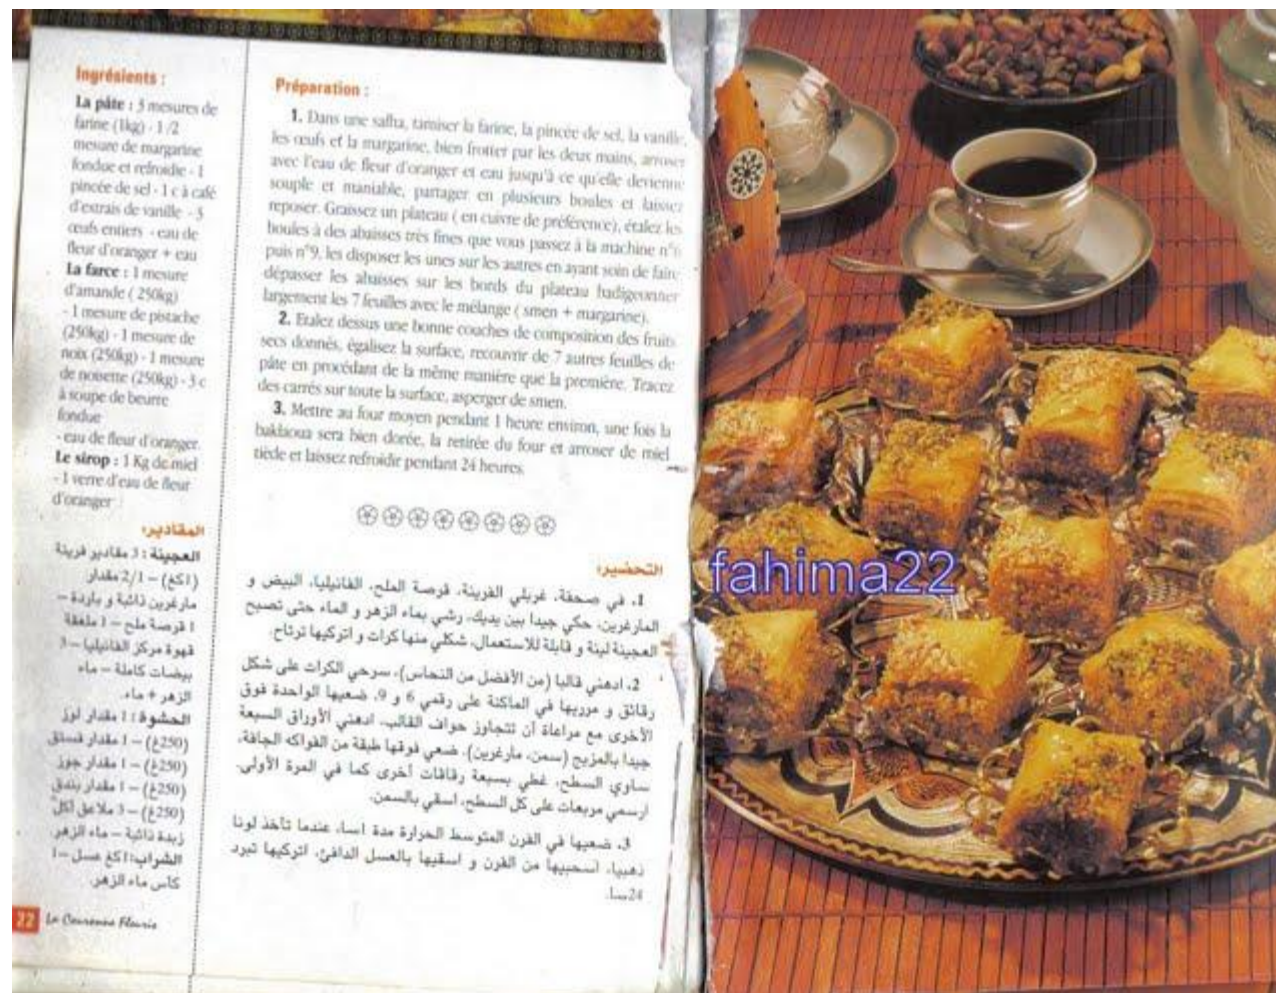 Ingrésients :
La pâte : 3 mesures de
farine (1kg) - 1 /2
mesure de margarine
fondue et refroidie - 1
pincée de sel - 1 c à café
d'extrais de vanille - 3
œufs entiers - eau de
fleur d'oranger + eau
La farce : 1 mesure
d'amande ( 250kg)
- 1 mesure de pistache
(250kg) - 1 mesure de
noix (250kg) - 1 mesure
de noisette (250kg) - 3 c
à soupe de beurre
fondue
- eau de fleur d'oranger.
Le sirop : 1 Kg de miel
- 1 verre d'eau de fleur
d'oranger
المقادير:
العجينة : 3 مقادير فرينة
(1كغ) – 2/1 مقدار
مارغرين ذائبة و باردة –
1 قرصة ملح – 1 ملعقة
قهوة مركز الفانيليا – 3
بيضات كاملة – ماء
الزهر + ماء.
الحشوة : 1 مقدار لوز
(250غ) – 1 مقدار فستق
(250غ) – 1 مقدار جوز
(250غ) – 1 مقدار بندق
(250غ) – 3 ملاعق أكل
زبدة ذائبة – ماء الزهر.
الشراب: 1كغ عسل – 1
كأس ماء الزهر.
22 La Couronne Fleurie
Préparation :
1. Dans une safha, tamiser la farine, la pincée de sel, la vanille,
les œufs et la margarine, bien frotter par les deux mains, arroser
avec l'eau de fleur d'oranger et eau jusqu'à ce qu'elle devienne
souple et maniable, partager en plusieurs boules et laissez
reposer. Graissez un plateau ( en cuivre de préférence), étalez les
boules à des abaisses très fines que vous passez à la machine n°6
puis n°9, les disposer les unes sur les autres en ayant soin de faire
dépasser les abaisses sur les bords du plateau badigeonner
largement les 7 feuilles avec le mélange ( smen + margarine).
2. Etalez dessus une bonne couches de composition des fruits
secs donnés, égalisez la surface, recouvrir de 7 autres feuilles de
pâte en procédant de la même manière que la première. Tracez
des carrés sur toute la surface, asperger de smen.
3. Mettre au four moyen pendant 1 heure environ, une fois la
baklaoua sera bien dorée, la retirée du four et arroser de miel
tiède et laissez refroidir pendant 24 heures.
التحضير:
1. في صحفة، غربلي الفرينة، قرصة الملح، الفانيليا، البيض و
المارغرين، حكي جيدا بين يديك، رشي بماء الزهر و الماء حتى تصبح
العجينة لينة و قابلة للاستعمال، شكلي منها كرات و اتركيها ترتاح.
2. ادهني قالبا (من الأفضل من النحاس)، سرحي الكرات على شكل
رقائق و مرريها في الماكنة على رقمي 6 و 9، ضعيها الواحدة فوق
الأخرى مع مراعاة أن تتجاوز حواف القالب، ادهني الأوراق السبعة
جيدا بالمزيج (سمن، مارغرين). ضعي فوقها طبقة من الفواكه الجافة،
ساوي السطح، غطي بسبعة رقاقات أخرى كما في المرة الأولى.
ارسمي مربعات على كل السطح، اسقي بالسمن.
3. ضعيها في الفرن المتوسط الحرارة مدة 1سا، عندما تأخذ لونا
ذهبيا، اسحبيها من الفرن و اسقيها بالعسل الدافئ، اتركيها تبرد
24سا.
fahima22